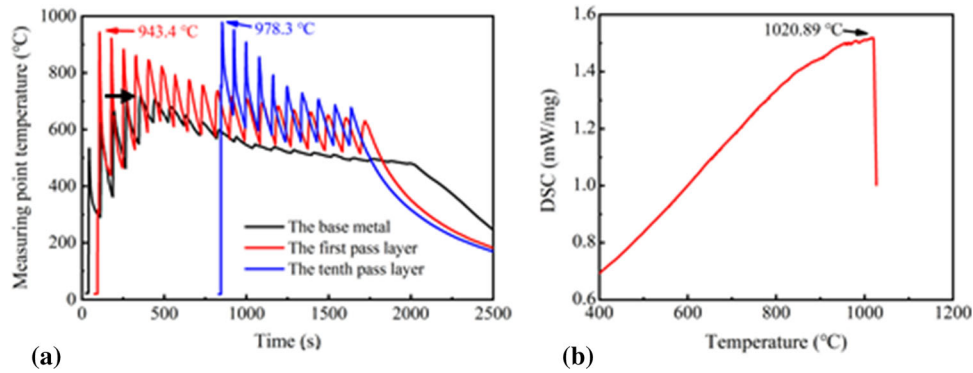 Measuring point temperature (℃)
1000
800
600
400
200
0
943.4 ℃
978.3 ℃
The base metal
The first pass layer
The tenth pass layer
0
500
1000
1500
2000
2500
Time (s)
(a)
DSC (mW/mg)
1.6
1.4
1.2
1.0
0.8
0.6
1020.89 ℃
400
600
800
1000
1200
Temperature (℃)
(b)